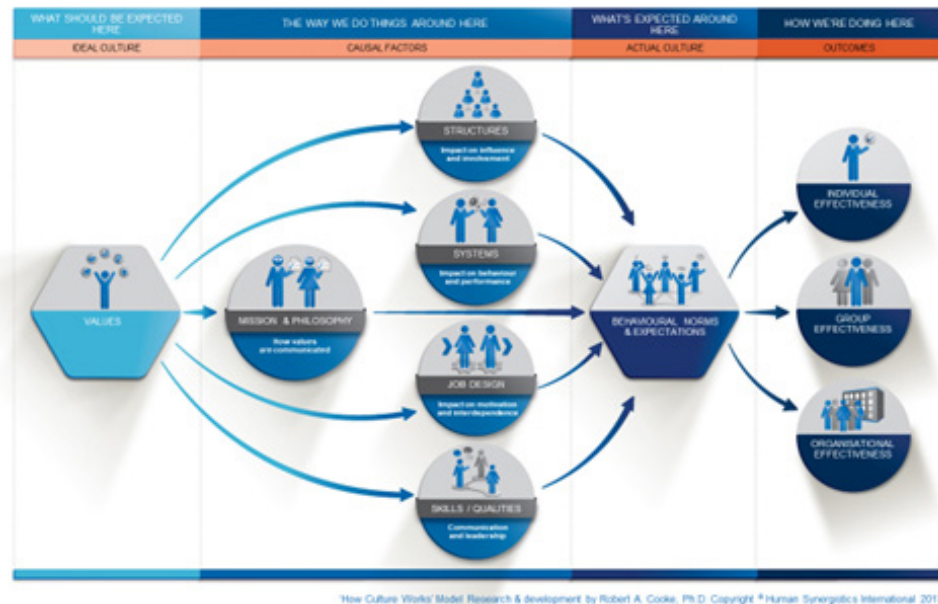 WHAT SHOULD BE EXPECTED
HERE
THE WAY WE DO THINGS AROUND HERE
WHAT'S EXPECTED AROUND
HERE
HOW WE'RE DOING HERE
IDEAL CULTURE
CAUSAL FACTORS
ACTUAL CULTURE
OUTCOMES
STRUCTURES
Impact on influence
and involvement
SYSTEMS
Impact on behaviour
and performance
VALUES
MISSION & PHILOSOPHY
How values
are communicated
JOB DESIGN
Impact on motivation
and interdependence
SKILLS / QUALITIES
Communication
and leadership
BEHAVIOURAL NORMS
& EXPECTATIONS
INDIVIDUAL
EFFECTIVENESS
GROUP
EFFECTIVENESS
ORGANISATIONAL
EFFECTIVENESS
'How Culture Works' Model Research & development by Robert A. Cooke, Ph.D. Copyright © Human Synergistics International 201